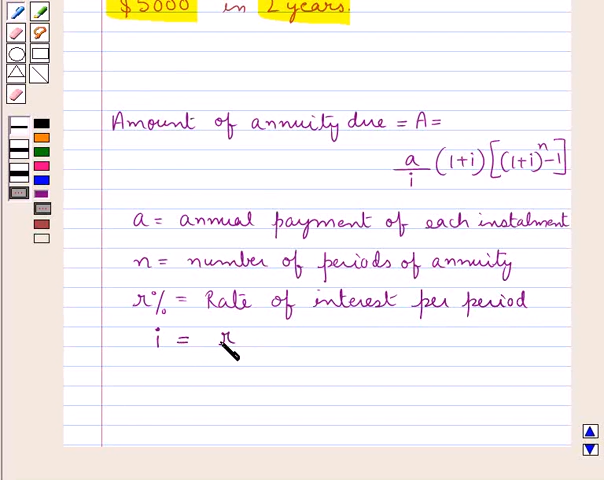 $5000 in 2 years.
Amount of annuity due = A =
a/i (1+i) [(1+i)^n -1]
a = annual payment of each instalment
n = number of periods of annuity
r% = Rate of interest per period
i = r